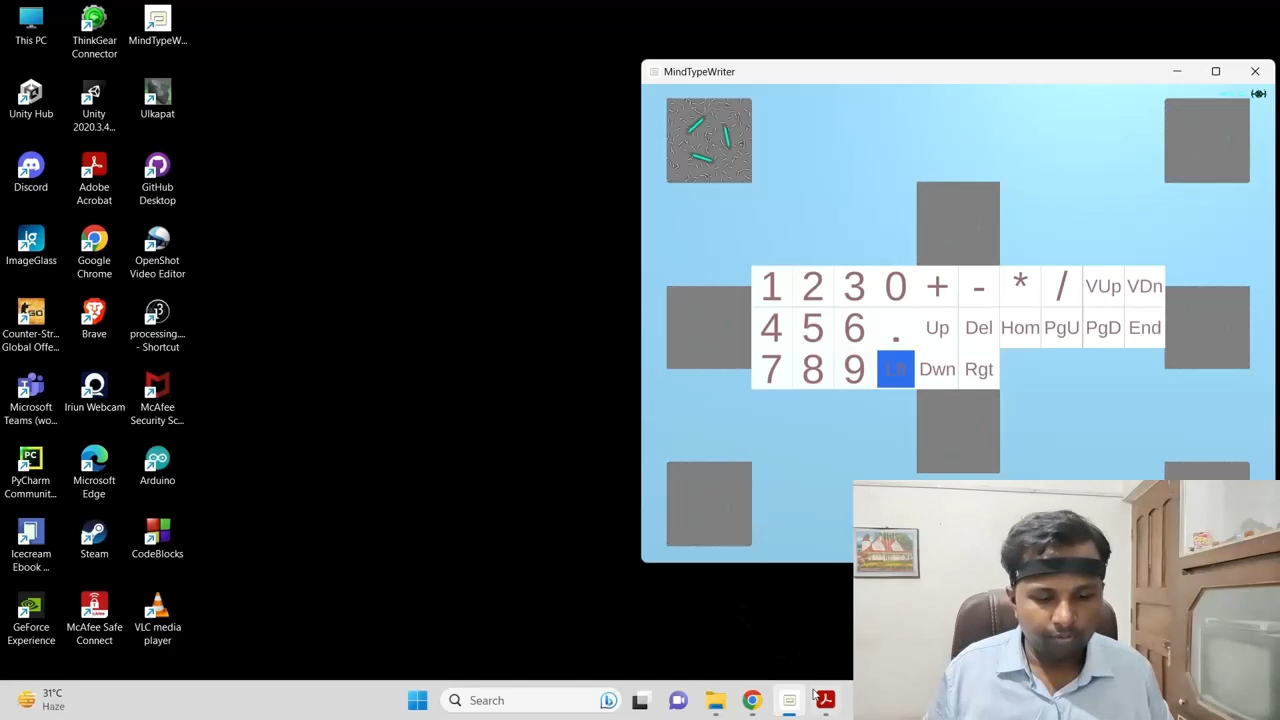 This PC
ThinkGear
Connector
MindTypeW...
Unity Hub
Unity
2020.3.4...
Ulkapat
Discord
Adobe
Acrobat
GitHub
Desktop
ImageGlass
Google
Chrome
OpenShot
Video Editor
Counter-Str...
Global Offe...
Brave
processing....
- Shortcut
Microsoft
Teams (wo...
Iriun Webcam
McAfee
Security Sc...
PyCharm
Communit...
Microsoft
Edge
Arduino
Icecream
Ebook ...
Steam
CodeBlocks
GeForce
Experience
McAfee Safe
Connect
VLC media
player
MindTypeWriter
1 2 3 0 + - * / VUp VDn
4 5 6 . Up Del Hom PgU PgD End
7 8 9 Lft Dwn Rgt
31°C
Haze
Search